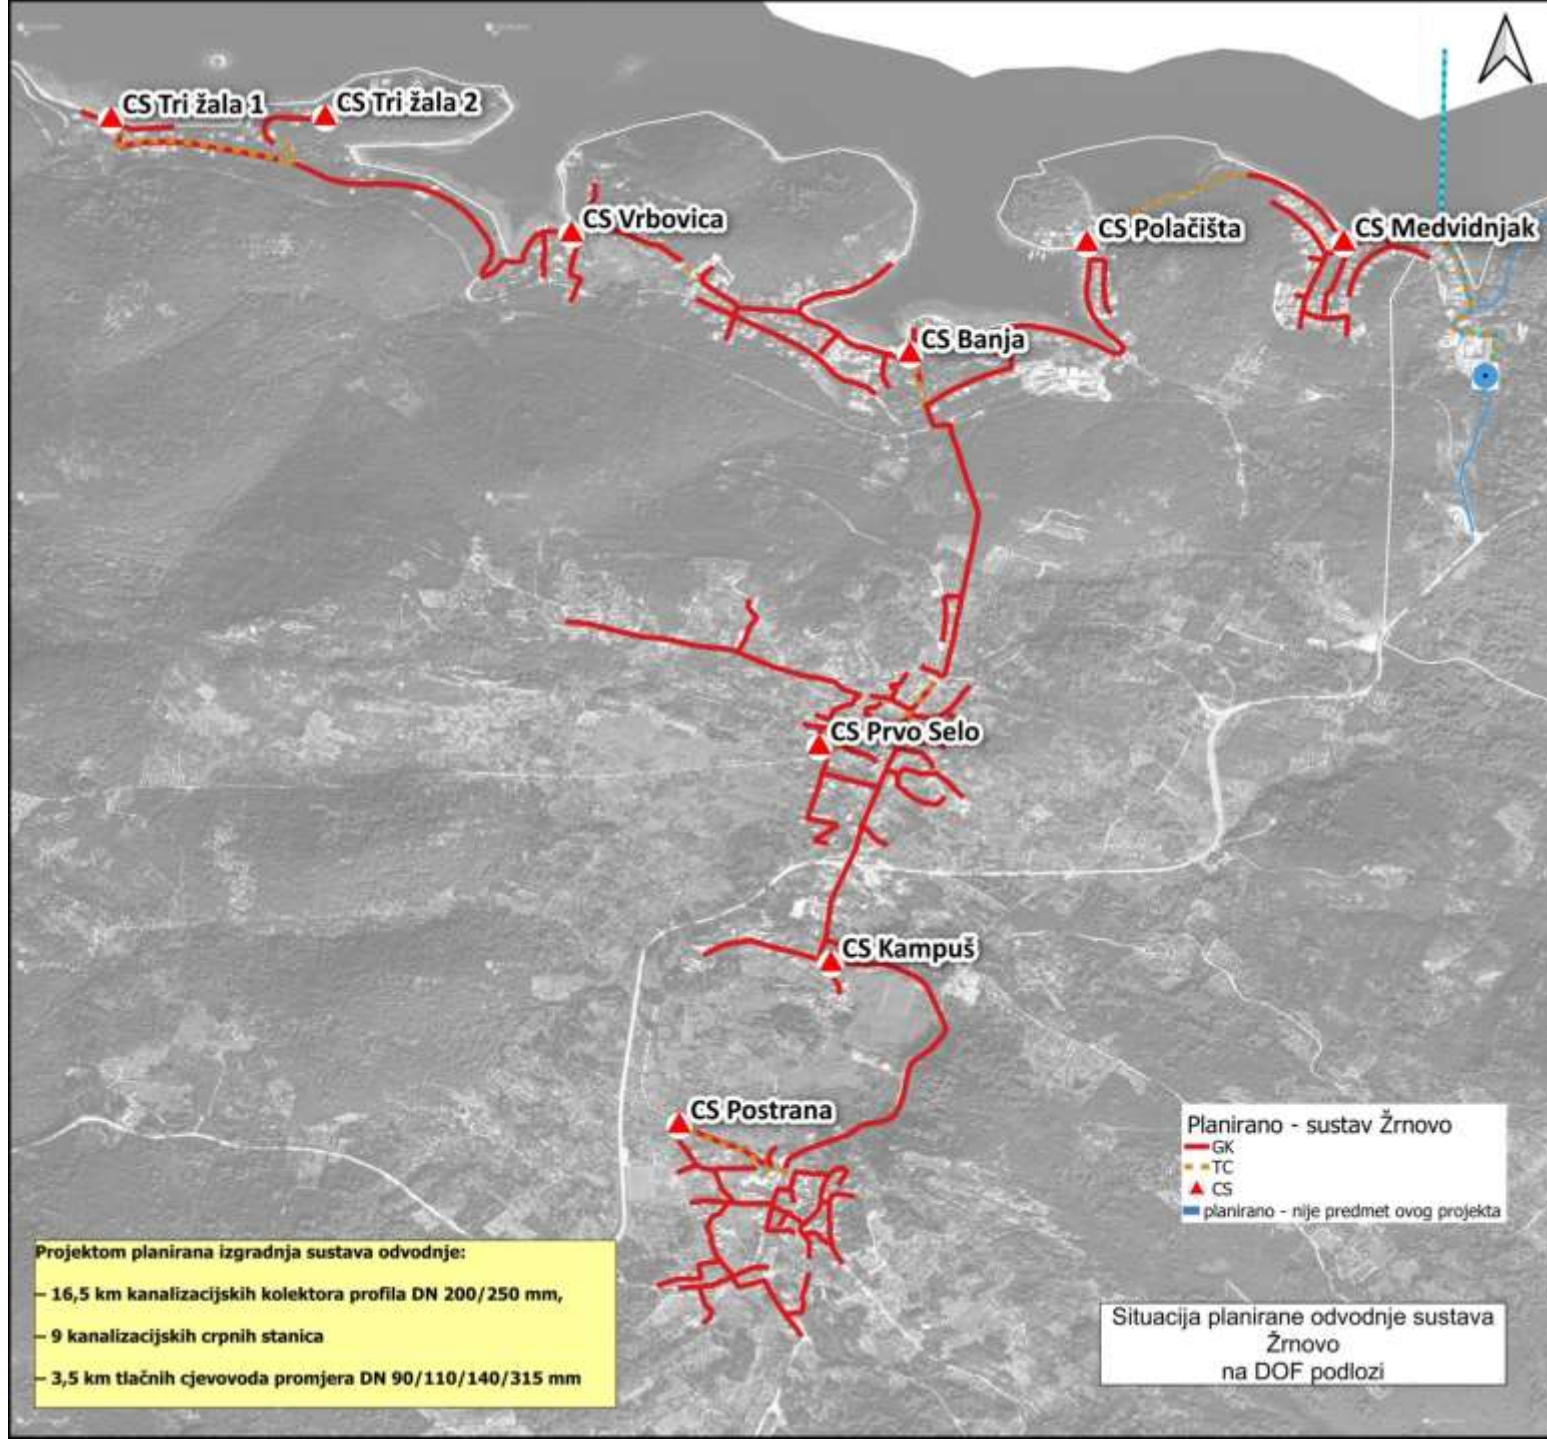 CS Tri žala 1
CS Tri žala 2
CS Vrbovica
CS Polačišta
CS Medvidnjak
CS Banja
CS Prvo Selo
CS Kampuš
CS Postrana
Planirano - sustav Žrnovo
GK
TC
CS
planirano - nije predmet ovog projekta
Projektom planirana izgradnja sustava odvodnje:
– 16,5 km kanalizacijskih kolektora profila DN 200/250 mm,
– 9 kanalizacijskih crpnih stanica
– 3,5 km tlačnih cjevovoda promjera DN 90/110/140/315 mm
Situacija planirane odvodnje sustava
Žrnovo
na DOF podlozi